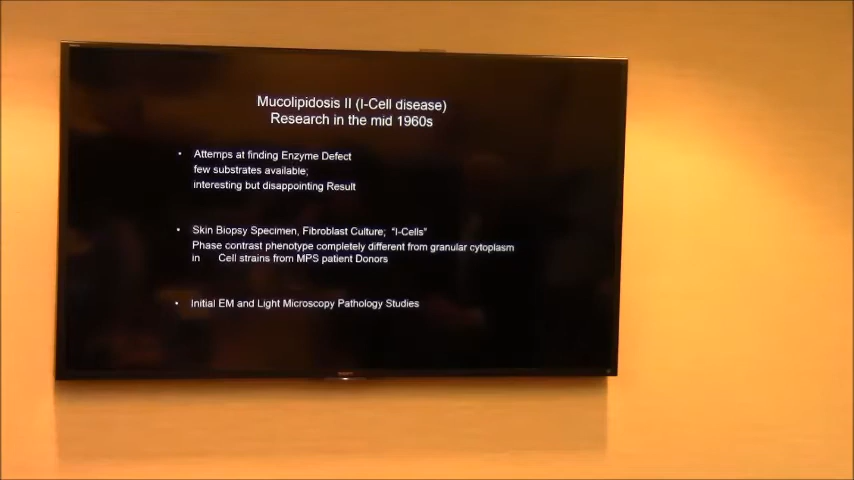 Mucolipidosis II (I-Cell disease)
Research in the mid 1960s
• Attemps at finding Enzyme Defect
few substrates available;
interesting but disappointing Result
• Skin Biopsy Specimen, Fibroblast Culture; “I-Cells”
Phase contrast phenotype completely different from granular cytoplasm
in Cell strains from MPS patient Donors
• Initial EM and Light Microscopy Pathology Studies
SONY